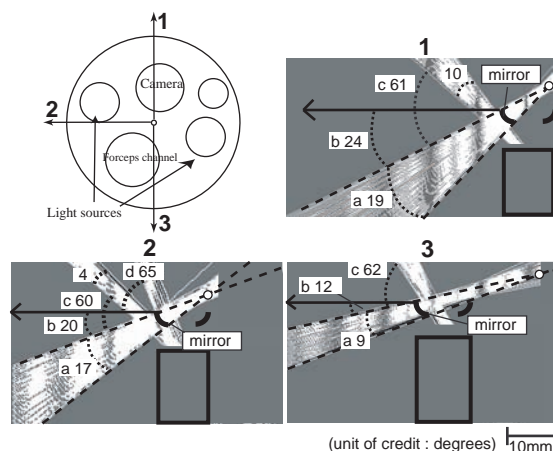 1
Camera
2
Forceps channel
Light sources
3
1
10
mirror
c 61
b 24
a 19
2
4
d 65
c 60
b 20
a 17
mirror
3
c 62
b 12
a 9
mirror
(unit of credit : degrees)
10mm